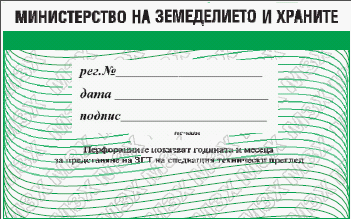 МИНИСТЕРСТВО НА ЗЕМЕДЕЛИЕТО И ХРАНИТЕ
рег.№
дата
подпис
Перфорациите показват годината и месеца
за представяне на ЗСТ на следващия технически преглед